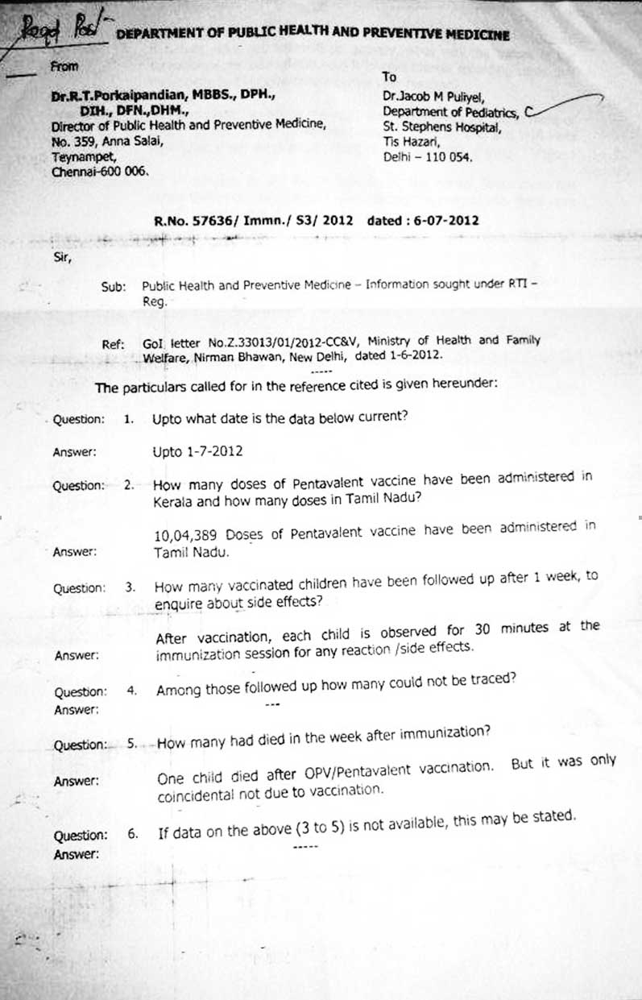 Regd Post
DEPARTMENT OF PUBLIC HEALTH AND PREVENTIVE MEDICINE
From
Dr.R.T.Porkaipandian, MBBS., DPH.,
DIH., DFN.,DHM.,
Director of Public Health and Preventive Medicine,
No. 359, Anna Salai,
Teynampet,
Chennai-600 006.
To
Dr.Jacob M Puliyel,
Department of Pediatrics,
St. Stephens Hospital,
Tis Hazari,
Delhi – 110 054.
R.No. 57636/ Immn./ S3/ 2012 dated : 6-07-2012
Sir,
Sub: Public Health and Preventive Medicine – Information sought under RTI –
Reg.
Ref: GoI letter No.Z.33013/01/2012-CC&V, Ministry of Health and Family
Welfare, Nirman Bhawan, New Delhi, dated 1-6-2012.
-----
The particulars called for in the reference cited is given hereunder:
Question: 1. Upto what date is the data below current?
Answer: Upto 1-7-2012
Question: 2. How many doses of Pentavalent vaccine have been administered in
Kerala and how many doses in Tamil Nadu?
10,04,389 Doses of Pentavalent vaccine have been administered in
Answer: Tamil Nadu.
Question: 3. How many vaccinated children have been followed up after 1 week, to
enquire about side effects?
After vaccination, each child is observed for 30 minutes at the
Answer: immunization session for any reaction /side effects.
Question: 4. Among those followed up how many could not be traced?
Answer: ---
Question: 5. How many had died in the week after immunization?
Answer: One child died after OPV/Pentavalent vaccination. But it was only
coincidental not due to vaccination.
Question: 6. If data on the above (3 to 5) is not available, this may be stated.
Answer: -----